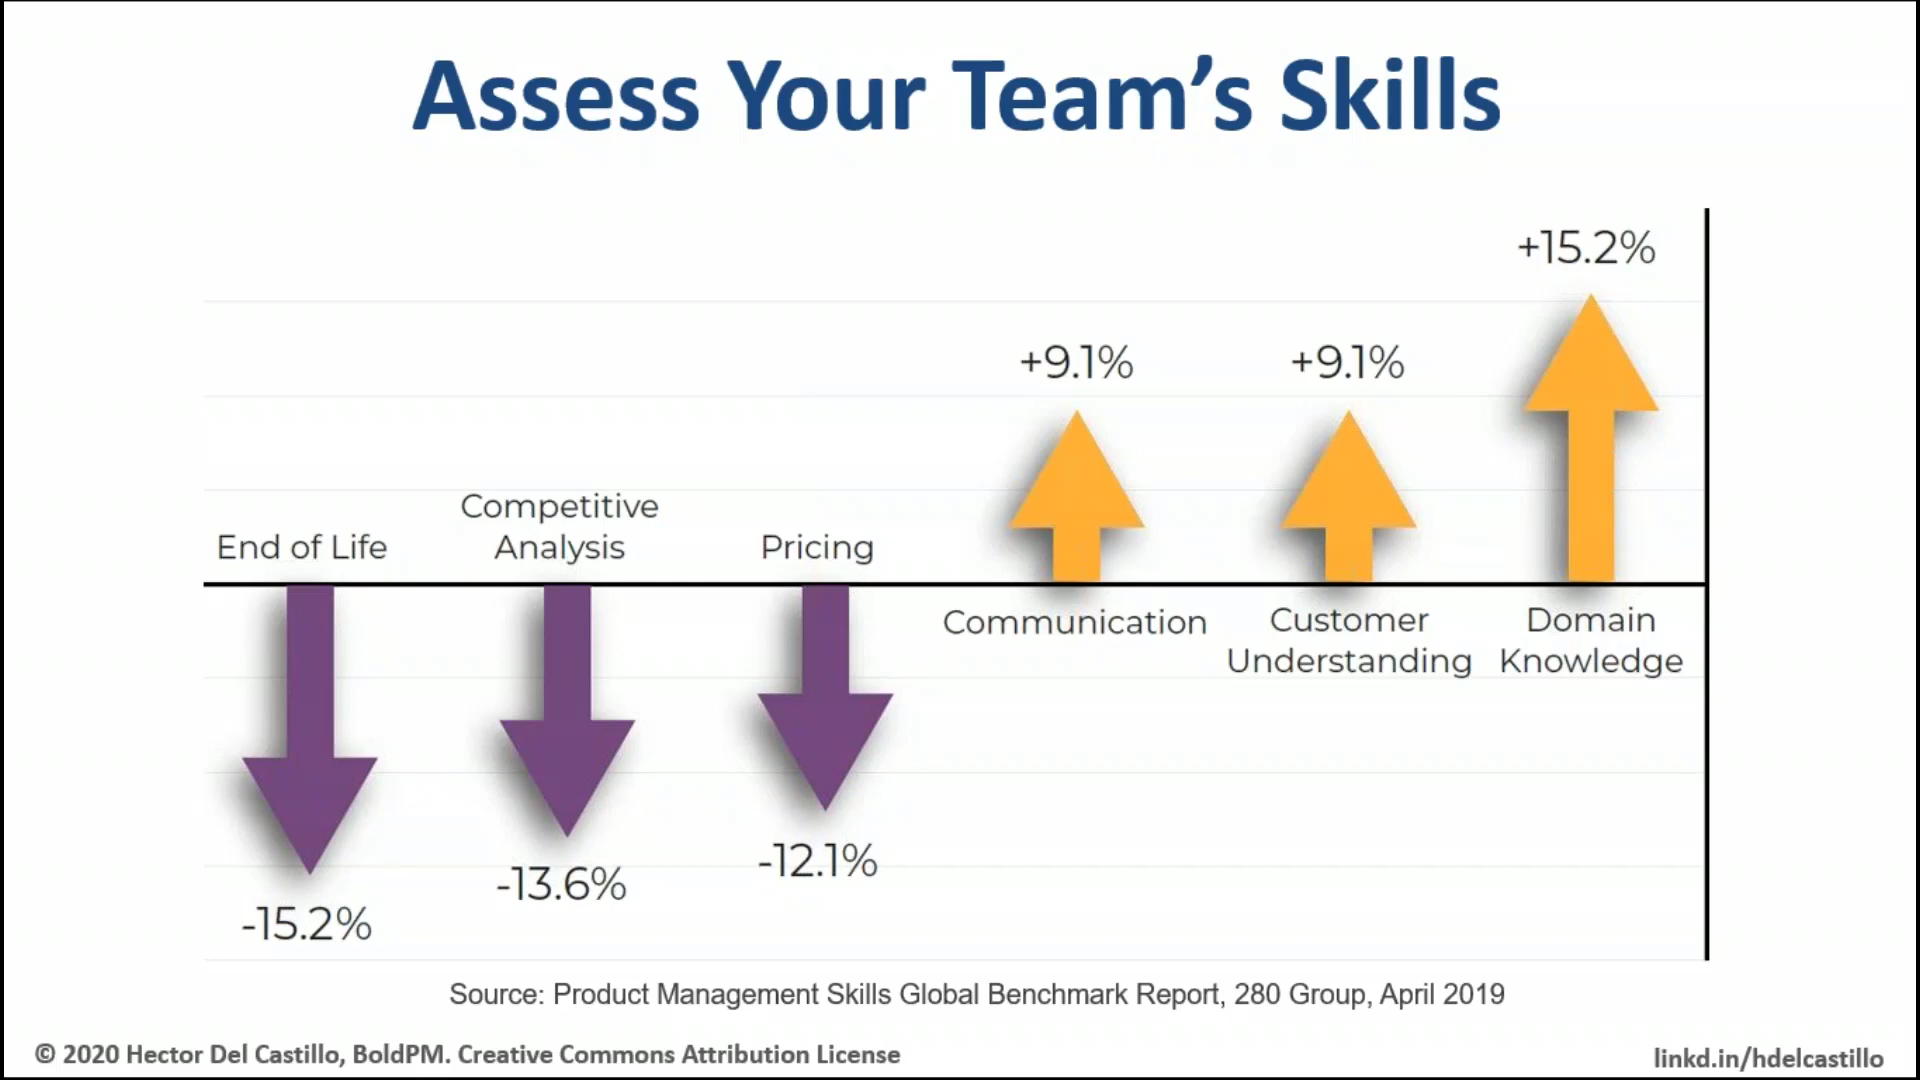 Assess Your Team’s Skills
+15.2%
+9.1%
+9.1%
Competitive
End of Life
Analysis
Pricing
Communication
Customer
Understanding
Domain
Knowledge
-12.1%
-13.6%
-15.2%
Source: Product Management Skills Global Benchmark Report, 280 Group, April 2019
© 2020 Hector Del Castillo, BoldPM. Creative Commons Attribution License
linkd.in/hdelcastillo